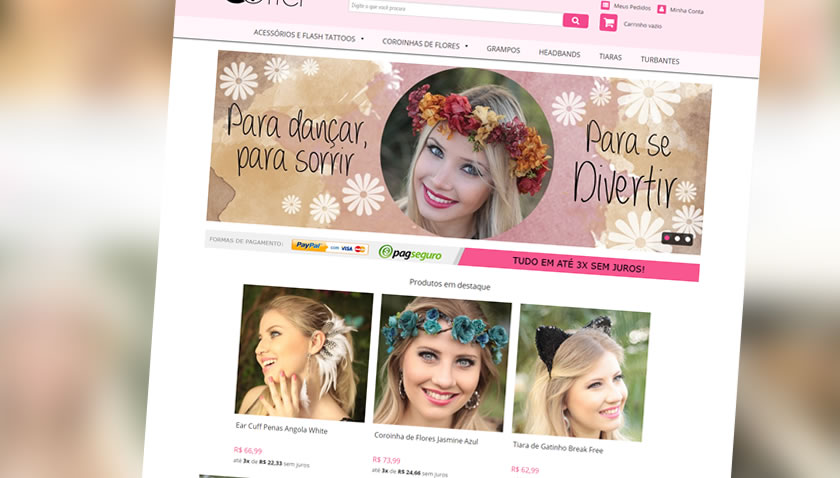 Digite o que você procura
Meus Pedidos
Minha Conta
Carrinho vazio
ACESSÓRIOS E FLASH TATTOOS
COROINHAS DE FLORES
GRAMPOS
HEADBANDS
TIARAS
TURBANTES
Para dançar,
para sorrir
Para se
Divertir
FORMAS DE PAGAMENTO:
PayPal
VISA
pagseguro
TUDO EM ATÉ 3X SEM JUROS!
Produtos em destaque
Ear Cuff Penas Angola White
R$ 66,99
até 3x de R$ 22,33 sem juros
Coroinha de Flores Jasmine Azul
R$ 73,99
até 3x de R$ 24,66 sem juros
Tiara de Gatinho Break Free
R$ 62,99